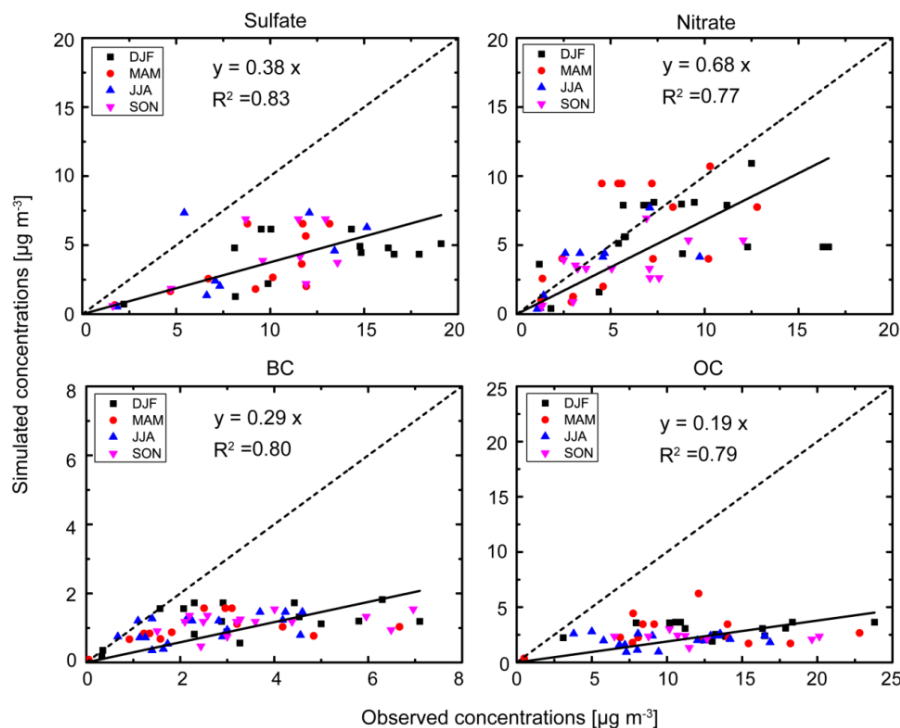 Sulfate
Nitrate
20
15
10
5
0
DJF
MAM
JJA
SON
y = 0.38 x
R² =0.83
0
5
10
15
20
20
15
10
5
0
DJF
MAM
JJA
SON
y = 0.68 x
R² =0.77
0
5
10
15
20
Simulated concentrations [µg m⁻³]
BC
OC
8
6
4
2
0
DJF
MAM
JJA
SON
y = 0.29 x
R² =0.80
0
2
4
6
8
25
20
15
10
5
0
DJF
MAM
JJA
SON
y = 0.19 x
R² =0.79
0
5
10
15
20
25
Observed concentrations [µg m⁻³]